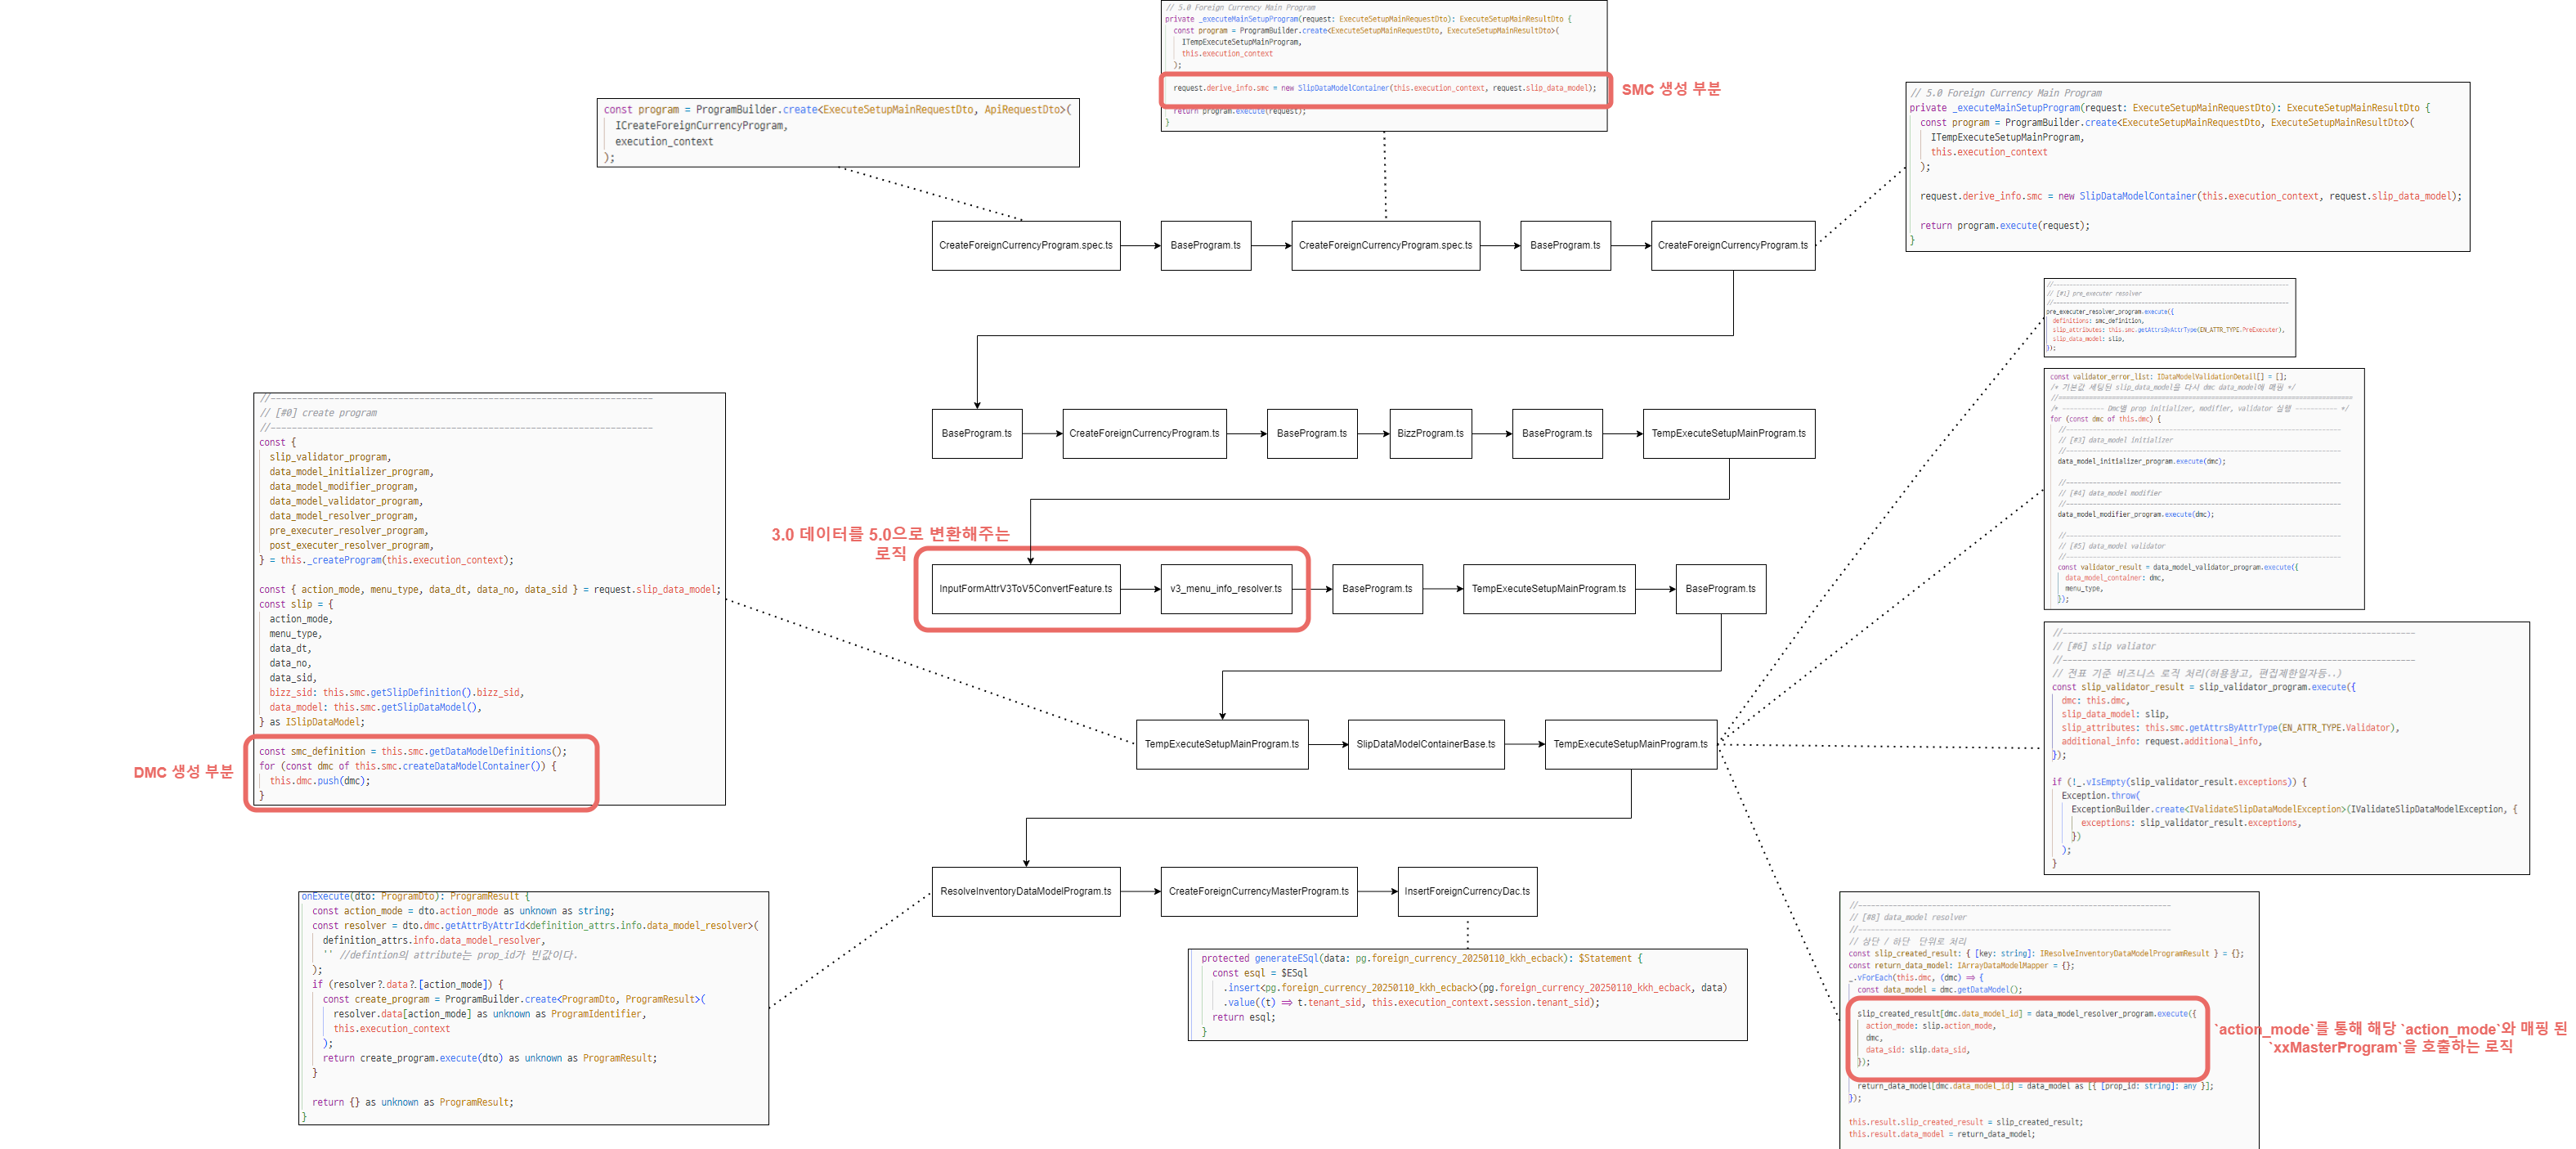 // 5.0 Foreign Currency Main Program
private _executeMainSetupProgram(request: ExecuteSetupMainRequestDto): ExecuteSetupMainResultDto {
const program = ProgramBuilder.create<ExecuteSetupMainRequestDto, ExecuteSetupMainResultDto>(
ITempExecuteSetupMainProgram,
this.execution_context
);
request.derive_info.smc = new SlipDataModelContainer(this.execution_context, request.slip_data_model);
return program.execute(request);
}
SMC 생성 부분
const program = ProgramBuilder.create<ExecuteSetupMainRequestDto, ApiRequestDto>(
ICreateForeignCurrencyProgram,
execution_context
);
// 5.0 Foreign Currency Main Program
private _executeMainSetupProgram(request: ExecuteSetupMainRequestDto): ExecuteSetupMainResultDto {
const program = ProgramBuilder.create<ExecuteSetupMainRequestDto, ExecuteSetupMainResultDto>(
ITempExecuteSetupMainProgram,
this.execution_context
);
request.derive_info.smc = new SlipDataModelContainer(this.execution_context, request.slip_data_model);
return program.execute(request);
}
CreateForeignCurrencyProgram.spec.ts
BaseProgram.ts
CreateForeignCurrencyProgram.spec.ts
BaseProgram.ts
CreateForeignCurrencyProgram.ts
//----------------------------------------------------------------
// [#1] pre_executer resolver
//----------------------------------------------------------------
pre_executer_resolver_program.execute({
definitions: smc_definition,
slip_attributes: this.smc.getAttrsByAttrType(EN_ATTR_TYPE.PreExecuter),
slip_data_model: slip,
});
BaseProgram.ts
CreateForeignCurrencyProgram.ts
BaseProgram.ts
BizzProgram.ts
BaseProgram.ts
TempExecuteSetupMainProgram.ts
const validator_error_list: IDataModelValidationDetail[] = [];
/* 기본값 세팅된 slip_data_model을 다시 dmc data_model에 매핑 */
//================================================================
/* ----------- Dmc별 prop initializer, modifier, validator 실행 ----------- */
for (const dmc of this.dmc) {
//----------------------------------------------------------------
// [#3] data_model initializer
//----------------------------------------------------------------
data_model_initializer_program.execute(dmc);
//----------------------------------------------------------------
// [#4] data_model modifier
//----------------------------------------------------------------
data_model_modifier_program.execute(dmc);
//----------------------------------------------------------------
// [#5] data_model validator
//----------------------------------------------------------------
const validator_result = data_model_validator_program.execute({
data_model_container: dmc,
menu_type,
});
//----------------------------------------------------------------
// [#0] create program
//----------------------------------------------------------------
const {
slip_validator_program,
data_model_initializer_program,
data_model_modifier_program,
data_model_validator_program,
data_model_resolver_program,
pre_executer_resolver_program,
post_executer_resolver_program,
} = this._createProgram(this.execution_context);
const { action_mode, menu_type, data_dt, data_no, data_sid } = request.slip_data_model;
const slip = {
action_mode,
menu_type,
data_dt,
data_no,
data_sid,
bizz_sid: this.smc.getSlipDefinition().bizz_sid,
data_model: this.smc.getSlipDataModel(),
} as ISlipDataModel;
const smc_definition = this.smc.getDataModelDefinitions();
for (const dmc of this.smc.createDataModelContainer()) {
this.dmc.push(dmc);
}
DMC 생성 부분
3.0 데이터를 5.0으로 변환해주는
로직
InputFormAttrV3ToV5ConvertFeature.ts
v3_menu_info_resolver.ts
BaseProgram.ts
TempExecuteSetupMainProgram.ts
BaseProgram.ts
//----------------------------------------------------------------
// [#6] slip valiator
//----------------------------------------------------------------
// 전표 기준 비즈니스 로직 처리(허용창고, 편집제한일자등..)
const slip_validator_result = slip_validator_program.execute({
dmc: this.dmc,
slip_data_model: slip,
slip_attributes: this.smc.getAttrsByAttrType(EN_ATTR_TYPE.Validator),
additional_info: request.additional_info,
});
if (!_.vIsEmpty(slip_validator_result.exceptions)) {
Exception.throw(
ExceptionBuilder.create<IValidateSlipDataModelException>(IValidateSlipDataModelException, {
exceptions: slip_validator_result.exceptions,
})
);
}
TempExecuteSetupMainProgram.ts
SlipDataModelContainerBase.ts
TempExecuteSetupMainProgram.ts
ResolveInventoryDataModelProgram.ts
CreateForeignCurrencyMasterProgram.ts
InsertForeignCurrencyDac.ts
onExecute(dto: ProgramDto): ProgramResult {
const action_mode = dto.action_mode as unknown as string;
const resolver = dto.dmc.getAttrByAttrId<definition_attrs.info.data_model_resolver>(
definition_attrs.info.data_model_resolver,
'' //defintion의 attribute는 prop_id가 빈값이다.
);
if (resolver?.data?.[action_mode]) {
const create_program = ProgramBuilder.create<ProgramDto, ProgramResult>(
resolver.data[action_mode] as unknown as ProgramIdentifier,
this.execution_context
);
return create_program.execute(dto) as unknown as ProgramResult;
}
return {} as unknown as ProgramResult;
}
protected generateESql(data: pg.foreign_currency_20250110_kkh_ecback): $Statement {
const esql = $ESql
.insert<pg.foreign_currency_20250110_kkh_ecback>(pg.foreign_currency_20250110_kkh_ecback, data)
.value((t) => t.tenant_sid, this.execution_context.session.tenant_sid);
return esql;
}
//----------------------------------------------------------------
// [#8] data_model resolver
//----------------------------------------------------------------
// 상단 / 하단 단위로 처리
const slip_created_result: { [key: string]: IResolveInventoryDataModelProgramResult } = {};
const return_data_model: IArrayDataModelMapper = {};
_.vForEach(this.dmc, (dmc) => {
const data_model = dmc.getDataModel();
slip_created_result[dmc.data_model_id] = data_model_resolver_program.execute({
action_mode: slip.action_mode,
dmc,
data_sid: slip.data_sid,
});
return_data_model[dmc.data_model_id] = data_model as [{ [prop_id: string]: any }];
});
this.result.slip_created_result = slip_created_result;
this.result.data_model = return_data_model;
`action_mode`를 통해 해당 `action_mode`와 매핑 된
`xxMasterProgram`을 호출하는 로직